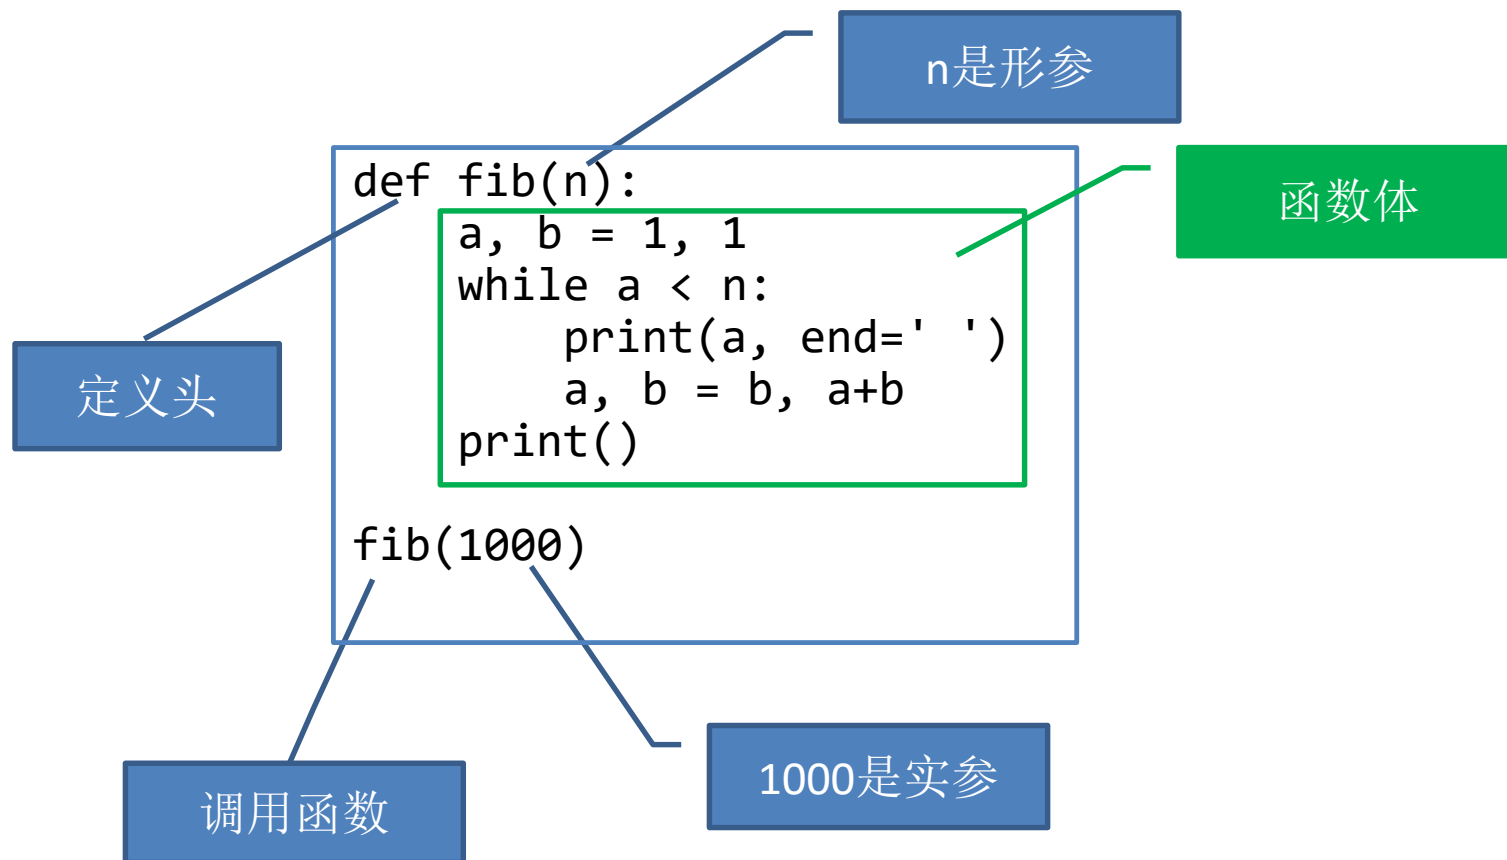 n是形参
def fib(n):
函数体
a, b = 1, 1
while a < n:
print(a, end=' ')
定义头
a, b = b, a+b
print()
fib(1000)
1000是实参
调用函数